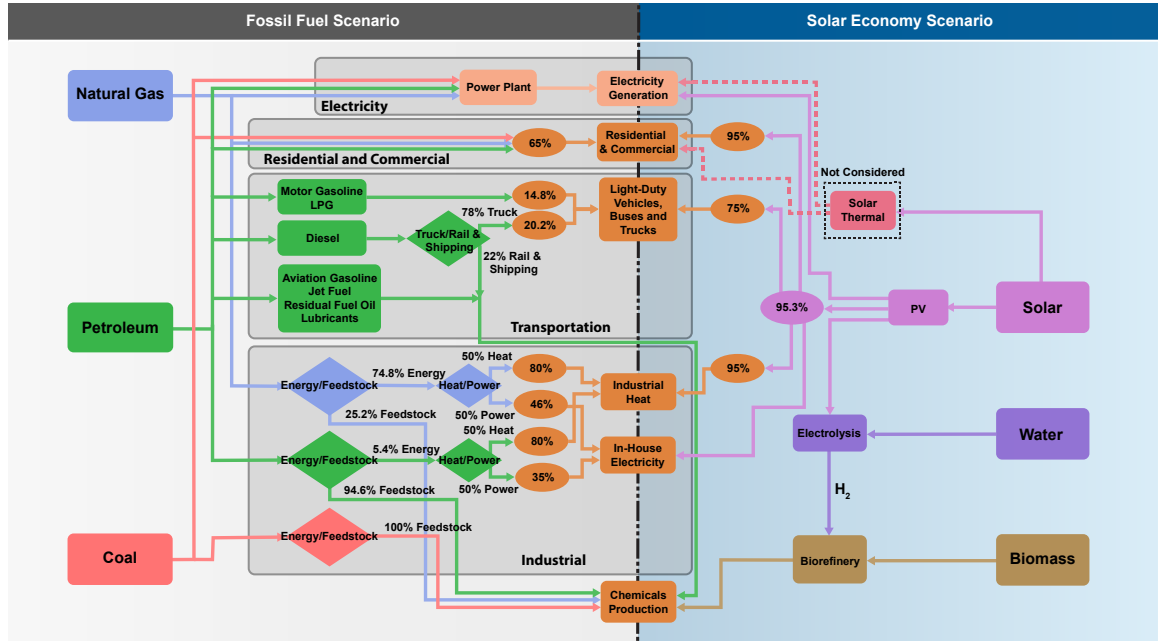 Fossil Fuel Scenario
Solar Economy Scenario
Natural Gas
Power Plant
Electricity
Generation
Electricity
65%
Residential
& Commercial
95%
Residential and Commercial
Not Considered
Motor Gasoline
LPG
14.8%
Light-Duty
Vehicles,
Buses and
Trucks
75%
Solar
Thermal
78% Truck
Diesel
Truck/Rail &
Shipping
20.2%
22% Rail &
Shipping
Aviation Gasoline
Jet Fuel
Residual Fuel Oil
Lubricants
Petroleum
Transportation
95.3%
PV
Solar
50% Heat
74.8% Energy
80%
95%
Energy/Feedstock
Heat/Power
Industrial
Heat
46%
25.2% Feedstock
50% Power
50% Heat
Electrolysis
Water
5.4% Energy
80%
In-House
Electricity
Energy/Feedstock
Heat/Power
35%
50% Power
94.6% Feedstock
H2
100% Feedstock
Energy/Feedstock
Coal
Industrial
Biorefinery
Biomass
Chemicals
Production